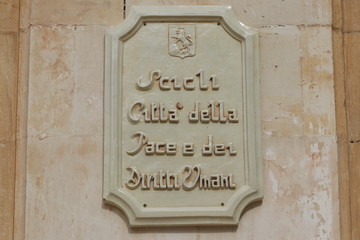 Scicli
Città della
Pace e dei
Diritti Umani